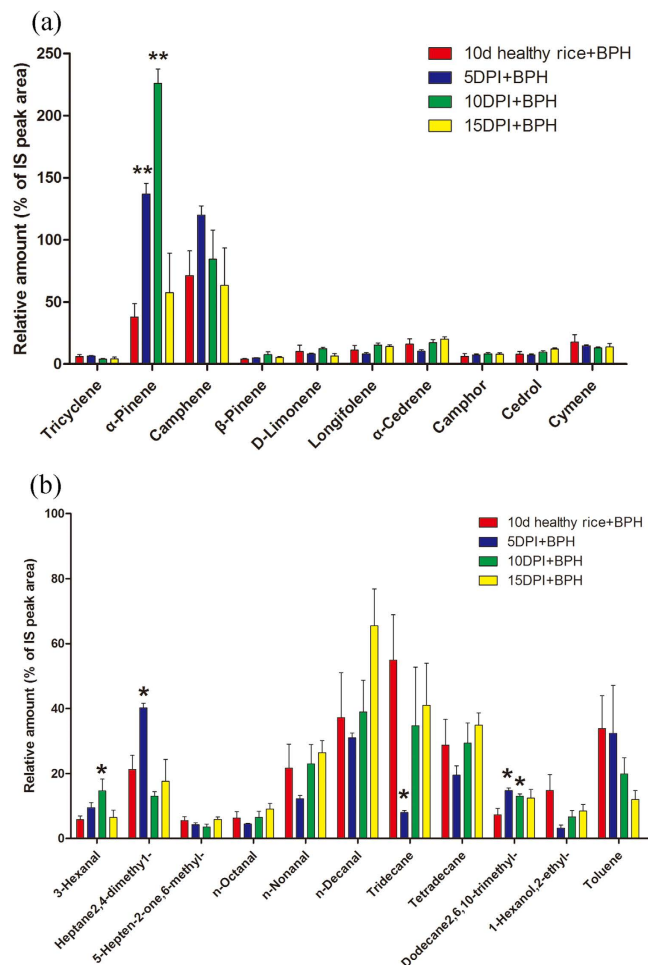 (a)
Relative amount (% of IS peak area)
250
200
150
100
50
0
**
**
10d healthy rice+BPH
5DPI+BPH
10DPI+BPH
15DPI+BPH
Tricyclene
α-Pinene
Camphene
β-Pinene
D-Limonene
Longifolene
α-Cedrene
Camphor
Cedrol
Cymene
(b)
Relative amount (% of IS peak area)
100
80
60
40
20
0
*
*
*
*
*
10d healthy rice+BPH
5DPI+BPH
10DPI+BPH
15DPI+BPH
3-Hexanal
Heptane2,4-dimethy1-
5-Hepten-2-one,6-methyl-
n-Octanal
n-Nonanal
n-Decanal
Tridecane
Tetradecane
Dodecane2,6,10-trimethyl-
1-Hexanol,2-ethyl-
Toluene